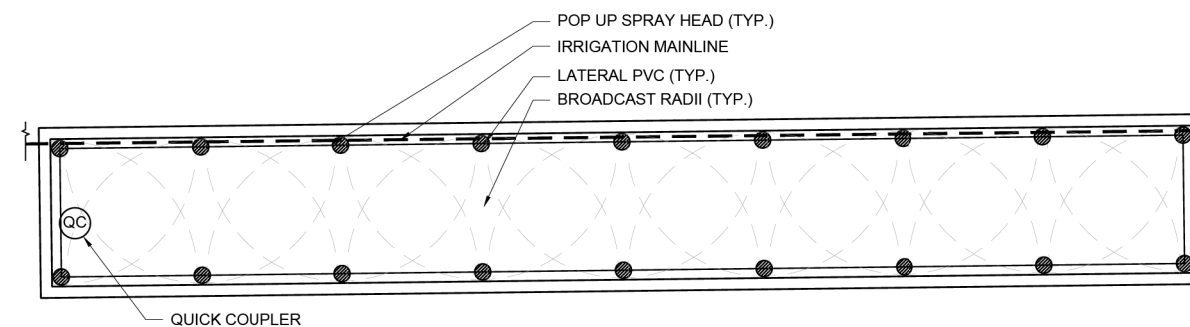 POP UP SPRAY HEAD (TYP.)
IRRIGATION MAINLINE
LATERAL PVC (TYP.)
BROADCAST RADII (TYP.)
QC
QUICK COUPLER